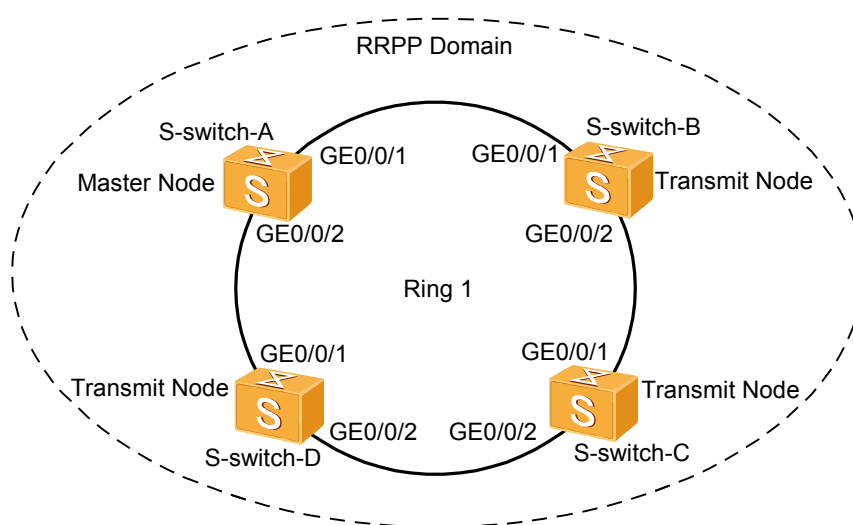 RRPP Domain
S-switch-A
S-switch-B
GE0/0/1
GE0/0/1
Master Node
S
S
Transmit Node
GE0/0/2
GE0/0/2
Ring 1
GE0/0/1
GE0/0/1
Transmit Node
S
S
Transmit Node
GE0/0/2
GE0/0/2
S-switch-D
S-switch-C